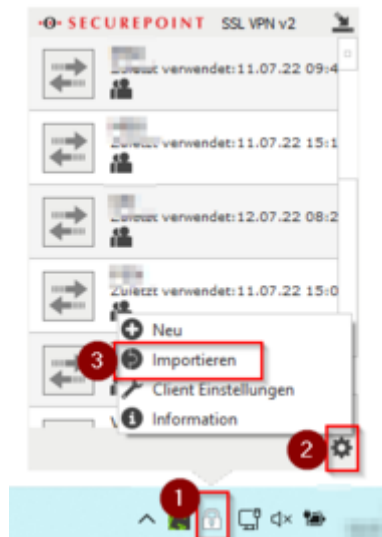 SECUREPOINT SSL VPN v2
Zuletzt verwendet:11.07.22 09:4
Zuletzt verwendet:11.07.22 15:1
Zuletzt verwendet:12.07.22 08:2
Zuletzt verwendet:11.07.22 15:0
Neu
3 Importieren
Client Einstellungen
Information
2
1